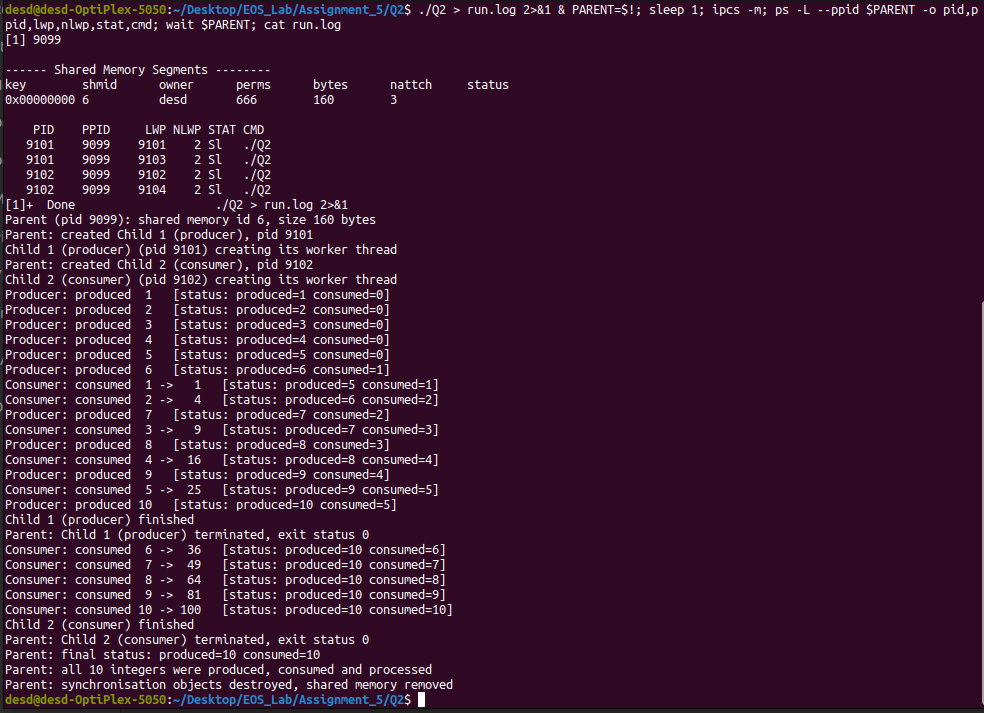 desd@desd-OptiPlex-5050:~/Desktop/EOS_Lab/Assignment_5/Q2$ ./Q2 > run.log 2>&1 & PARENT=$!; sleep 1; ipcs -m; ps -L --ppid $PARENT -o pid,p
pid,lwp,nlwp,stat,cmd; wait $PARENT; cat run.log
[1] 9099

------ Shared Memory Segments --------
key        shmid      owner      perms      bytes      nattch     status
0x00000000 6          desd       666        160        3

    PID    PPID     LWP NLWP STAT CMD
   9101    9099    9101    2 Sl   ./Q2
   9101    9099    9103    2 Sl   ./Q2
   9102    9099    9102    2 Sl   ./Q2
   9102    9099    9104    2 Sl   ./Q2
[1]+  Done                    ./Q2 > run.log 2>&1
Parent (pid 9099): shared memory id 6, size 160 bytes
Parent: created Child 1 (producer), pid 9101
Child 1 (producer) (pid 9101) creating its worker thread
Parent: created Child 2 (consumer), pid 9102
Child 2 (consumer) (pid 9102) creating its worker thread
Producer: produced  1   [status: produced=1 consumed=0]
Producer: produced  2   [status: produced=2 consumed=0]
Producer: produced  3   [status: produced=3 consumed=0]
Producer: produced  4   [status: produced=4 consumed=0]
Producer: produced  5   [status: produced=5 consumed=0]
Producer: produced  6   [status: produced=6 consumed=1]
Consumer: consumed  1 ->   1   [status: produced=5 consumed=1]
Consumer: consumed  2 ->   4   [status: produced=6 consumed=2]
Producer: produced  7   [status: produced=7 consumed=2]
Consumer: consumed  3 ->   9   [status: produced=7 consumed=3]
Producer: produced  8   [status: produced=8 consumed=3]
Consumer: consumed  4 ->  16   [status: produced=8 consumed=4]
Producer: produced  9   [status: produced=9 consumed=4]
Consumer: consumed  5 ->  25   [status: produced=9 consumed=5]
Producer: produced 10   [status: produced=10 consumed=5]
Child 1 (producer) finished
Parent: Child 1 (producer) terminated, exit status 0
Consumer: consumed  6 ->  36   [status: produced=10 consumed=6]
Consumer: consumed  7 ->  49   [status: produced=10 consumed=7]
Consumer: consumed  8 ->  64   [status: produced=10 consumed=8]
Consumer: consumed  9 ->  81   [status: produced=10 consumed=9]
Consumer: consumed 10 -> 100   [status: produced=10 consumed=10]
Child 2 (consumer) finished
Parent: Child 2 (consumer) terminated, exit status 0
Parent: final status: produced=10 consumed=10
Parent: all 10 integers were produced, consumed and processed
Parent: synchronisation objects destroyed, shared memory removed
desd@desd-OptiPlex-5050:~/Desktop/EOS_Lab/Assignment_5/Q2$